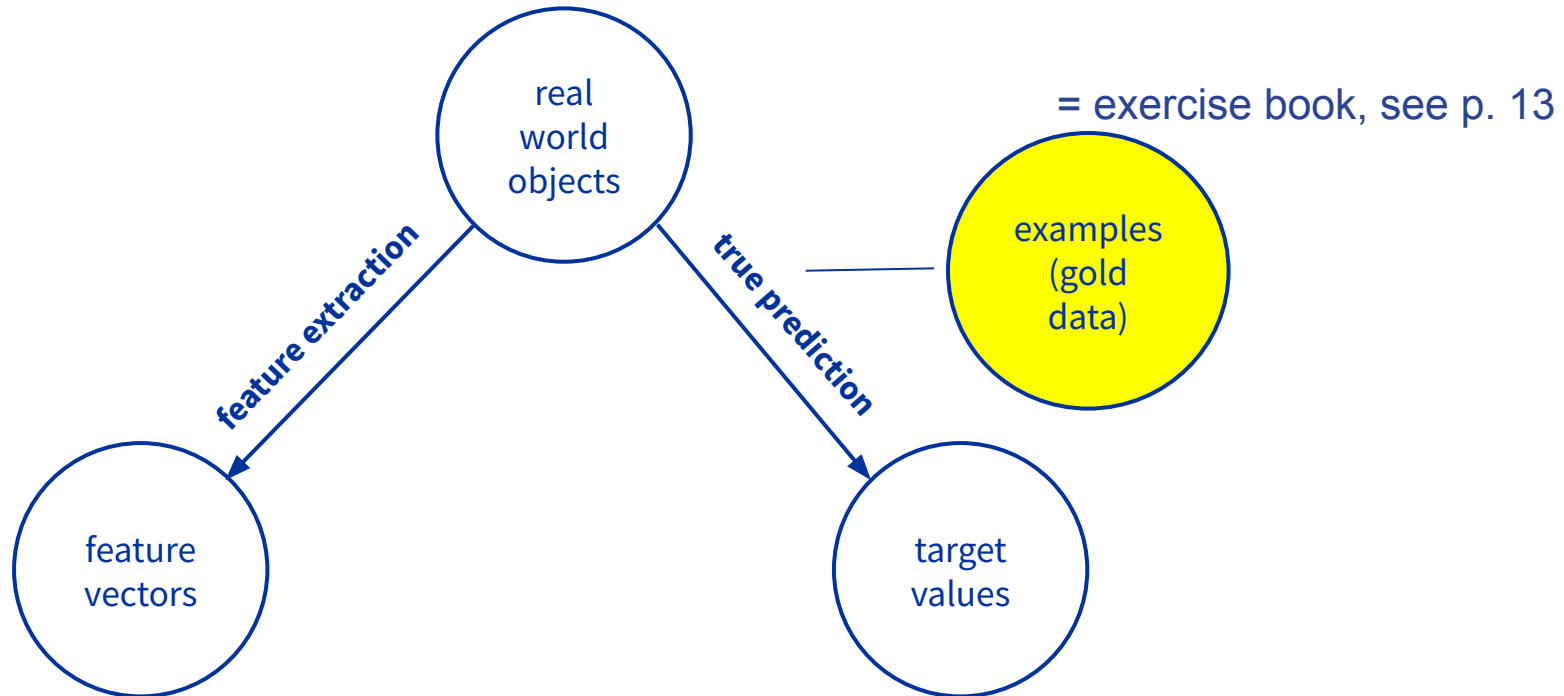 real
world
objects
= exercise book, see p. 13
examples
(gold
data)
feature extraction
true prediction
feature
vectors
target
values